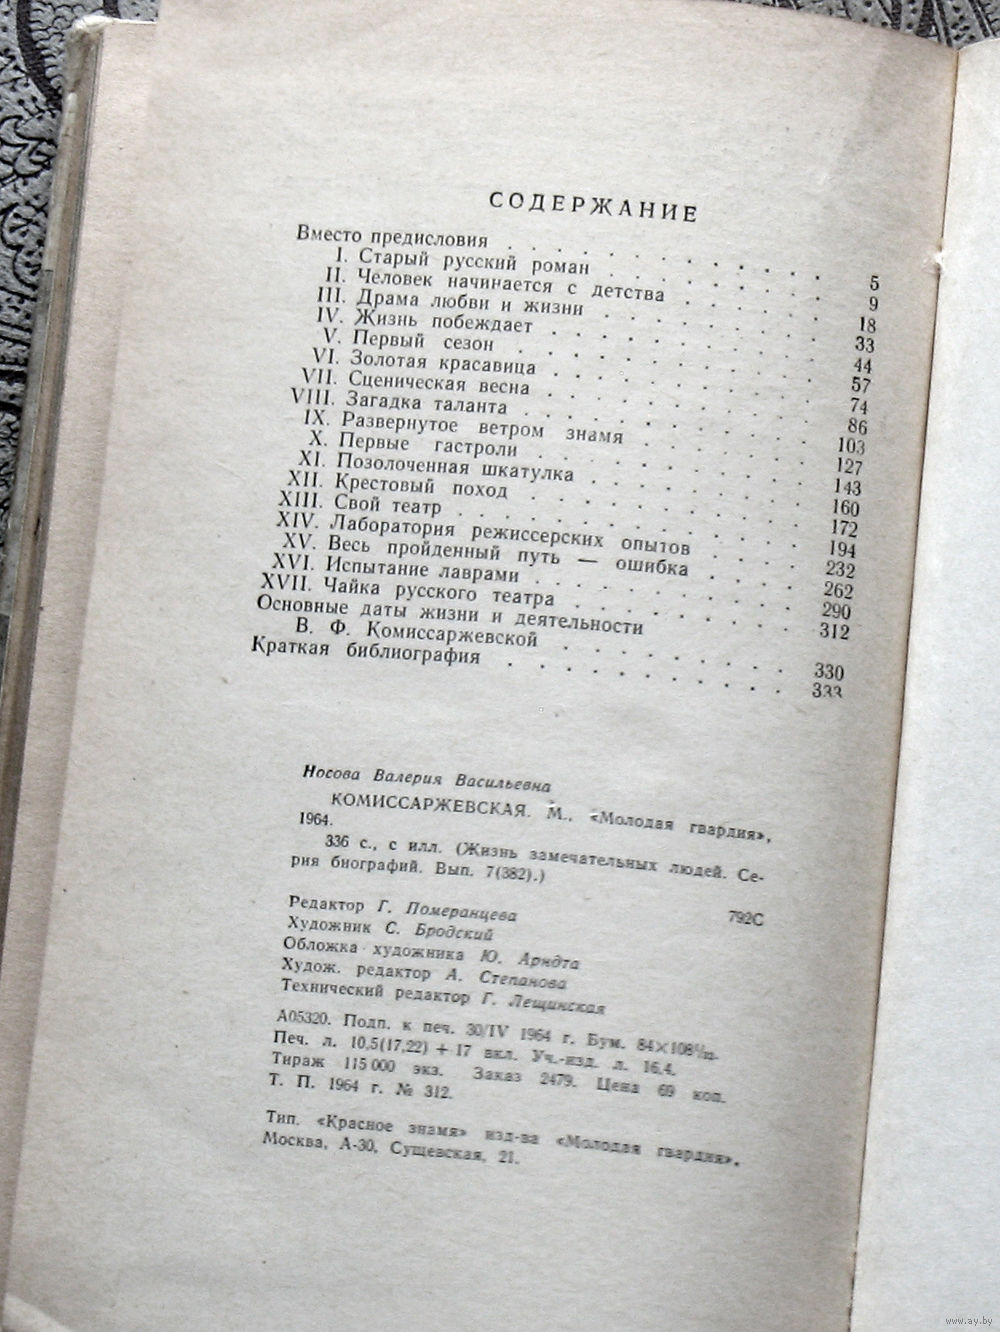 СОДЕРЖАНИЕ
Вместо предисловия . . . . . . . . . . . 5
I. Старый русский роман . . . . . . . . 9
II. Человек начинается с детства . . . . . . 18
III. Драма любви и жизни . . . . . . . . 33
IV. Жизнь побеждает . . . . . . . . . . 44
V. Первый сезон . . . . . . . . . . . 57
VI. Золотая красавица . . . . . . . . . . 74
VII. Сценическая весна . . . . . . . . . . 86
VIII. Загадка таланта . . . . . . . . . . . 103
IX. Развернутое ветром знамя . . . . . . . 127
X. Первые гастроли . . . . . . . . . . 143
XI. Позолоченная шкатулка . . . . . . . . 160
XII. Крестовый поход . . . . . . . . . . 172
XIII. Свой театр . . . . . . . . . . . . 194
XIV. Лаборатория режиссерских опытов . . . . 232
XV. Весь пройденный путь — ошибка . . . . 262
XVI. Испытание лаврами . . . . . . . . . 290
XVII. Чайка русского театра . . . . . . . . 312
Основные даты жизни и деятельности
В. Ф. Комиссаржевской . . . . . . . . 330
Краткая библиография . . . . . . . . . . 333
Носова Валерия Васильевна
КОМИССАРЖЕВСКАЯ. М., «Молодая гвардия»,
1964.
336 с., с илл. (Жизнь замечательных людей. Се-
рия биографий. Вып. 7(382).)
792С
Редактор Г. Померанцева
Художник С. Бродский
Обложка художника Ю. Арндта
Худож. редактор А. Степанова
Технический редактор Г. Лещинская
А05320. Подп. к печ. 30/IV 1964 г. Бум. 84×108¹/₃₂.
Печ. л. 10,5(17,22) + 17 вкл. Уч.-изд. л. 16,4.
Тираж 115 000 экз. Заказ 2479. Цена 69 коп.
Т. П. 1964 г. № 312.
Тип. «Красное знамя» изд-ва «Молодая гвардия».
Москва, А-30, Сущевская, 21.
www.ay.by